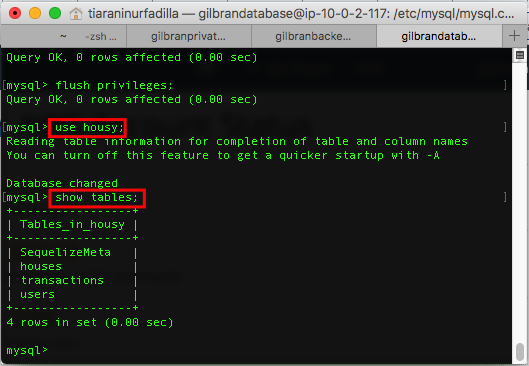 tiaraninurfadilla — gilbrandatabase@ip-10-0-2-117: /etc/mysql/mysql.c...
~ -zsh gilbranprivat... gilbranbacke... gilbrandatab... +
Query OK, 0 rows affected (0.00 sec)
[mysql> flush privileges; ]
Query OK, 0 rows affected (0.00 sec)
[mysql> use housy; ]
Reading table information for completion of table and column names
You can turn off this feature to get a quicker startup with -A
Database changed
[mysql> show tables; ]
+-----------------+
| Tables_in_housy |
+-----------------+
| SequelizeMeta   |
| houses          |
| transactions    |
| users           |
+-----------------+
4 rows in set (0.00 sec)
mysql>